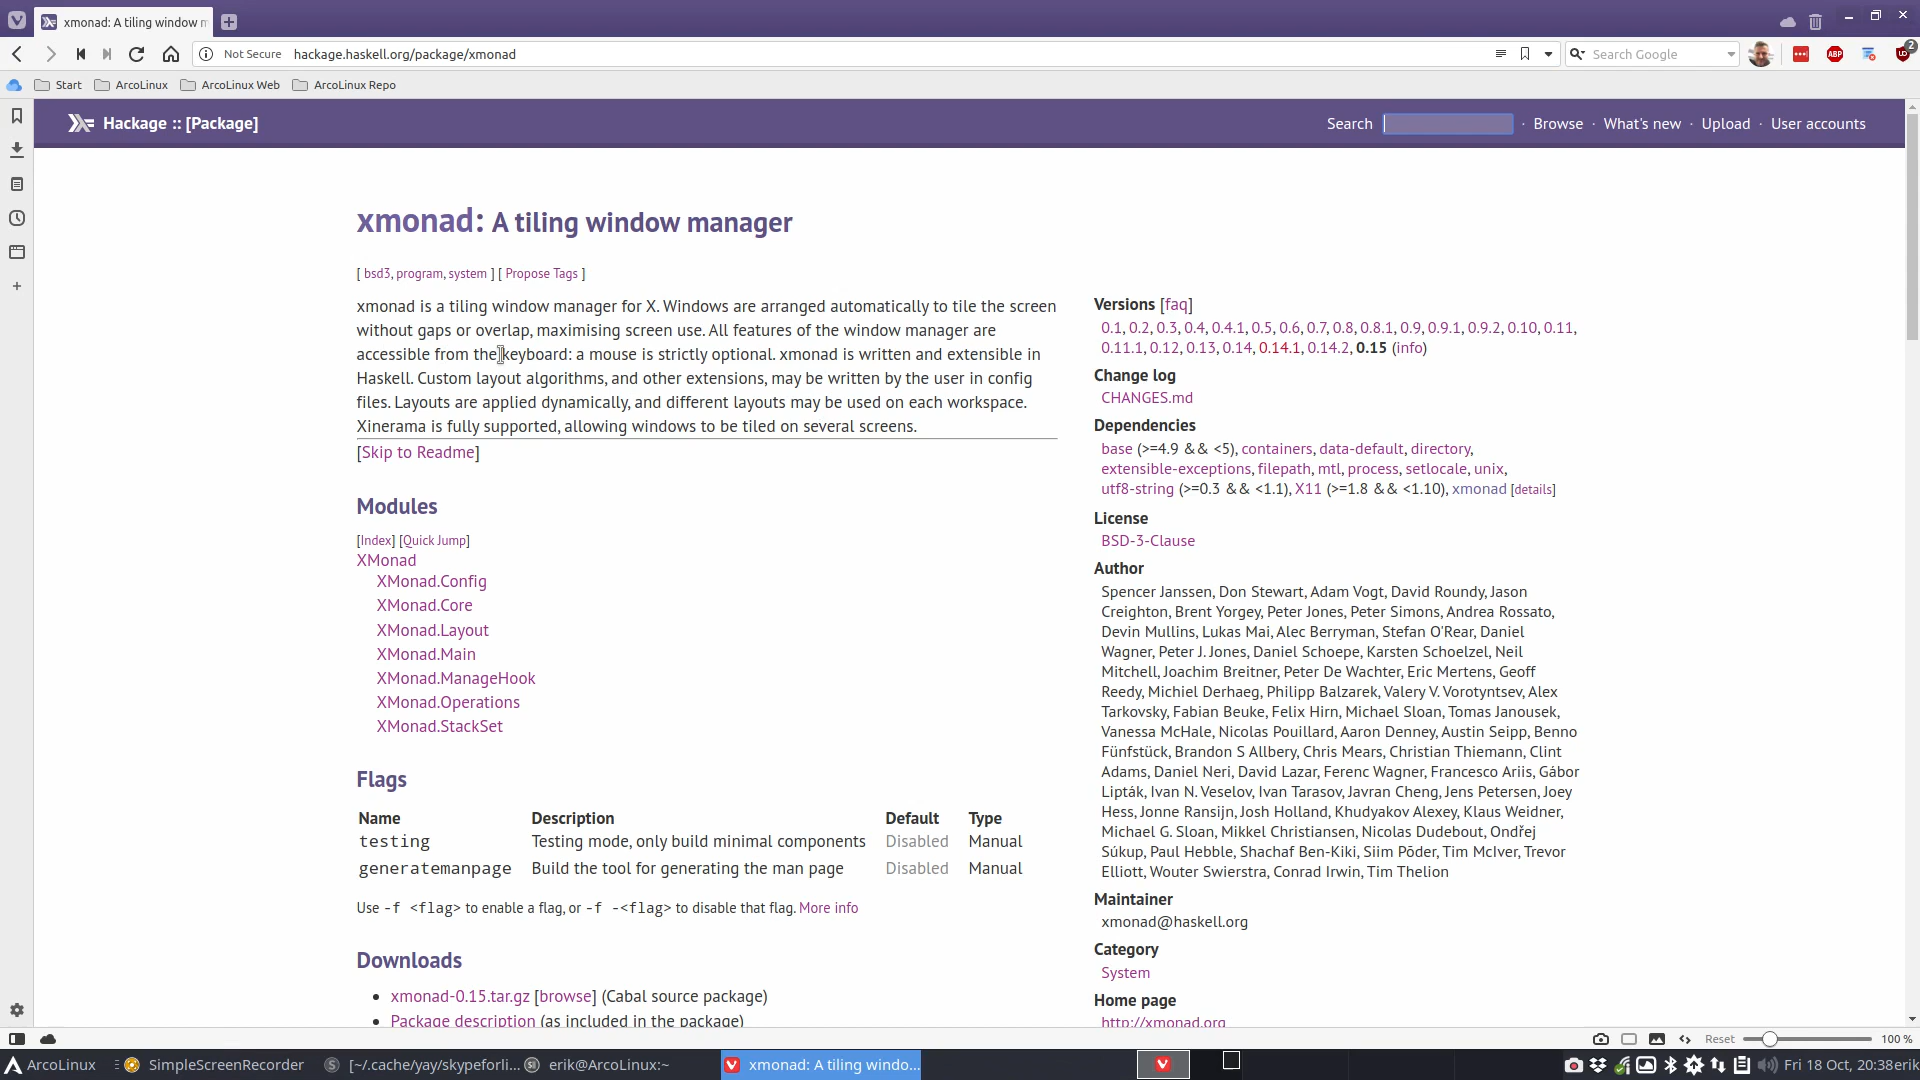 xmonad: A tiling window m
Not Secure hackage.haskell.org/package/xmonad
Search Google
ABP
2
Start ArcoLinux ArcoLinux Web ArcoLinux Repo
Hackage :: [Package]
Search · Browse · What's new · Upload · User accounts
xmonad: A tiling window manager
[ bsd3, program, system ] [ Propose Tags ]
xmonad is a tiling window manager for X. Windows are arranged automatically to tile the screen
without gaps or overlap, maximising screen use. All features of the window manager are
accessible from the keyboard: a mouse is strictly optional. xmonad is written and extensible in
Haskell. Custom layout algorithms, and other extensions, may be written by the user in config
files. Layouts are applied dynamically, and different layouts may be used on each workspace.
Xinerama is fully supported, allowing windows to be tiled on several screens.
[Skip to Readme]
Modules
[Index] [Quick Jump]
XMonad
XMonad.Config
XMonad.Core
XMonad.Layout
XMonad.Main
XMonad.ManageHook
XMonad.Operations
XMonad.StackSet
Flags
Name Description Default Type
testing Testing mode, only build minimal components Disabled Manual
generatemanpage Build the tool for generating the man page Disabled Manual
Use -f <flag> to enable a flag, or -f -<flag> to disable that flag. More info
Downloads
• xmonad-0.15.tar.gz [browse] (Cabal source package)
• Package description (as included in the package)
Versions [faq]
0.1, 0.2, 0.3, 0.4, 0.4.1, 0.5, 0.6, 0.7, 0.8, 0.8.1, 0.9, 0.9.1, 0.9.2, 0.10, 0.11,
0.11.1, 0.12, 0.13, 0.14, 0.14.1, 0.14.2, 0.15 (info)
Change log
CHANGES.md
Dependencies
base (>=4.9 && <5), containers, data-default, directory,
extensible-exceptions, filepath, mtl, process, setlocale, unix,
utf8-string (>=0.3 && <1.1), X11 (>=1.8 && <1.10), xmonad [details]
License
BSD-3-Clause
Author
Spencer Janssen, Don Stewart, Adam Vogt, David Roundy, Jason
Creighton, Brent Yorgey, Peter Jones, Peter Simons, Andrea Rossato,
Devin Mullins, Lukas Mai, Alec Berryman, Stefan O'Rear, Daniel
Wagner, Peter J. Jones, Daniel Schoepe, Karsten Schoelzel, Neil
Mitchell, Joachim Breitner, Peter De Wachter, Eric Mertens, Geoff
Reedy, Michiel Derhaeg, Philipp Balzarek, Valery V. Vorotyntsev, Alex
Tarkovsky, Fabian Beuke, Felix Hirn, Michael Sloan, Tomas Janousek,
Vanessa McHale, Nicolas Pouillard, Aaron Denney, Austin Seipp, Benno
Fünfstück, Brandon S Allbery, Chris Mears, Christian Thiemann, Clint
Adams, Daniel Neri, David Lazar, Ferenc Wagner, Francesco Ariis, Gábor
Lipták, Ivan N. Veselov, Ivan Tarasov, Javran Cheng, Jens Petersen, Joey
Hess, Jonne Ransijn, Josh Holland, Khudyakov Alexey, Klaus Weidner,
Michael G. Sloan, Mikkel Christiansen, Nicolas Dudebout, Ondřej
Súkup, Paul Hebble, Shachaf Ben-Kiki, Siim Põder, Tim McIver, Trevor
Elliott, Wouter Swierstra, Conrad Irwin, Tim Thelion
Maintainer
xmonad@haskell.org
Category
System
Home page
http://xmonad.org
Reset 100 %
ArcoLinux SimpleScreenRecorder [~/.cache/yay/skypeforli... erik@ArcoLinux:~ xmonad: A tiling windo... Fri 18 Oct, 20:38 erik